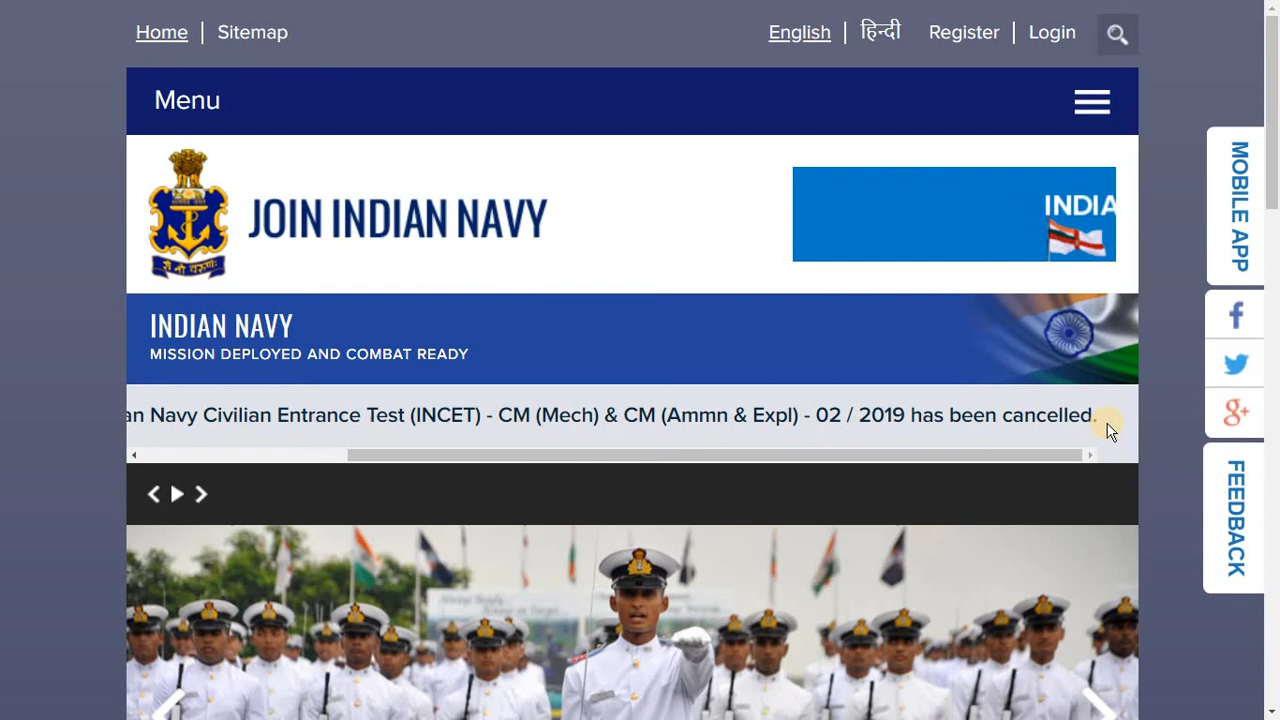 Home
Sitemap
English
हिन्दी
Register
Login
Menu
JOIN INDIAN NAVY
INDIA
INDIAN NAVY
MISSION DEPLOYED AND COMBAT READY
an Navy Civilian Entrance Test (INCET) - CM (Mech) & CM (Ammn & Expl) - 02 / 2019 has been cancelled.
MOBILE APP
FEEDBACK